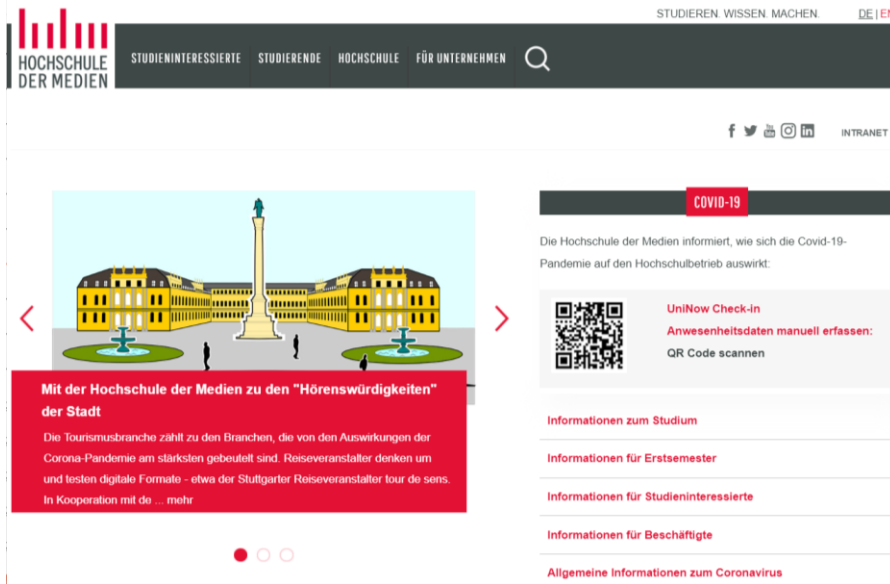 STUDIEREN. WISSEN. MACHEN.
DE | EN
HOCHSCHULE
DER MEDIEN
STUDIENINTERESSIERTE
STUDIERENDE
HOCHSCHULE
FÜR UNTERNEHMEN
INTRANET
Mit der Hochschule der Medien zu den "Hörenswürdigkeiten"
der Stadt
Die Tourismusbranche zählt zu den Branchen, die von den Auswirkungen der
Corona-Pandemie am stärksten gebeutelt sind. Reiseveranstalter denken um
und testen digitale Formate - etwa der Stuttgarter Reiseveranstalter tour de sens.
In Kooperation mit de ... mehr
COVID-19
Die Hochschule der Medien informiert, wie sich die Covid-19-
Pandemie auf den Hochschulbetrieb auswirkt:
UniNow Check-in
Anwesenheitsdaten manuell erfassen:
QR Code scannen
Informationen zum Studium
Informationen für Erstsemester
Informationen für Studieninteressierte
Informationen für Beschäftigte
Allgemeine Informationen zum Coronavirus